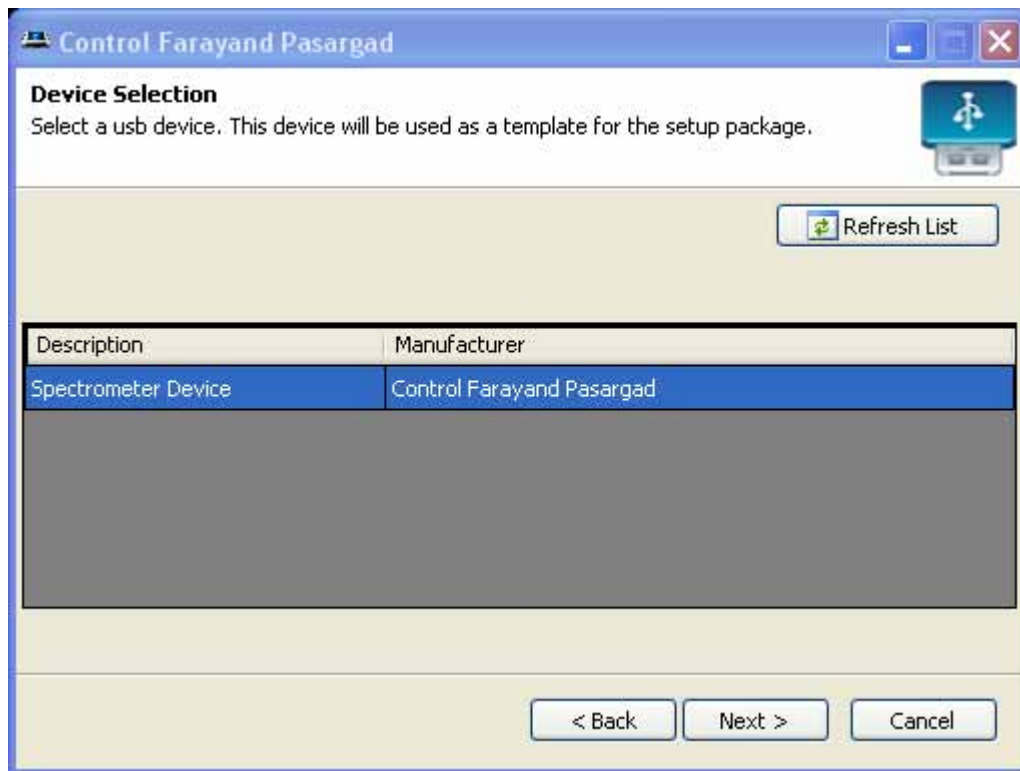 Control Farayand Pasargad
Device Selection
Select a usb device. This device will be used as a template for the setup package.
Refresh List
Description Manufacturer
Spectrometer Device Control Farayand Pasargad
< Back Next > Cancel